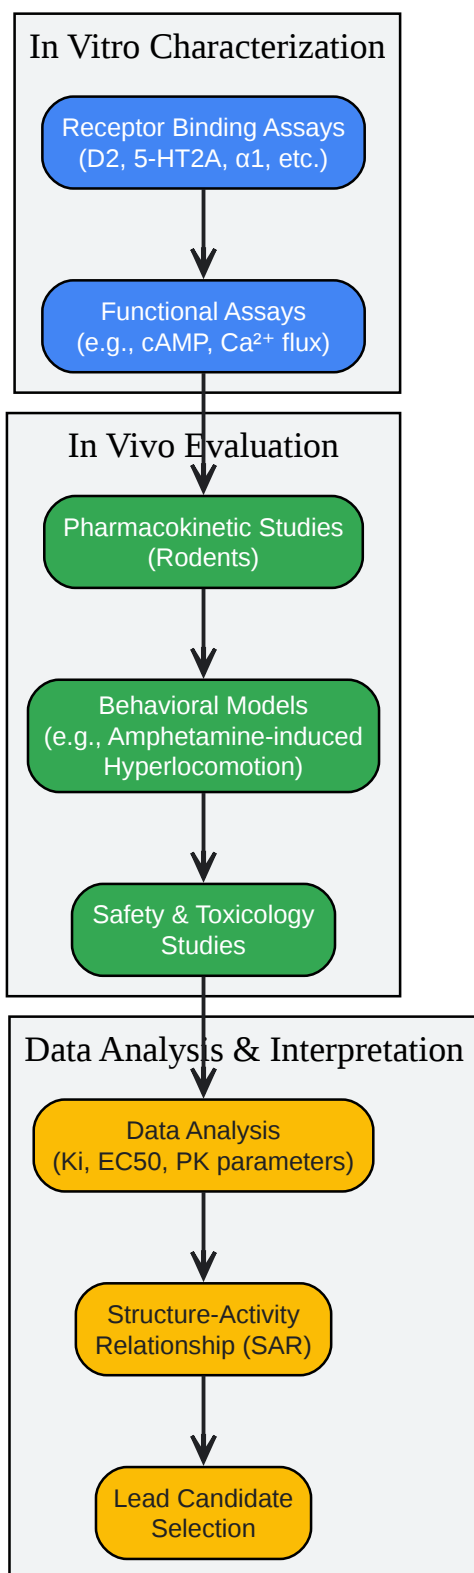 In Vitro Characterization
Receptor Binding Assays
(D2, 5-HT2A, α1, etc.)
Functional Assays
(e.g., cAMP, Ca²⁺ flux)
In Vivo Evaluation
Pharmacokinetic Studies
(Rodents)
Behavioral Models
(e.g., Amphetamine-induced
Hyperlocomotion)
Safety & Toxicology
Studies
Data Analysis & Interpretation
Data Analysis
(Ki, EC50, PK parameters)
Structure-Activity
Relationship (SAR)
Lead Candidate
Selection